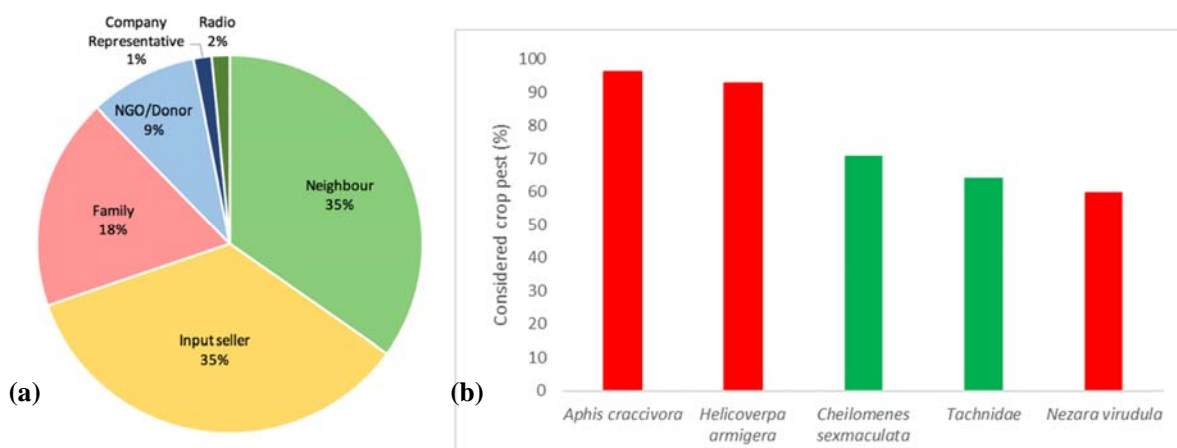 Company
Representative
1%
Radio
2%
NGO/Donor
9%
Neighbour
35%
Family
18%
Input seller
35%
(a)
Considered crop pest (%)
100
90
80
70
60
50
40
30
20
10
0
Aphis craccivora
Helicoverpa
armigera
Cheilomenes
sexmaculata
Tachnidae
Nezara virudula
(b)